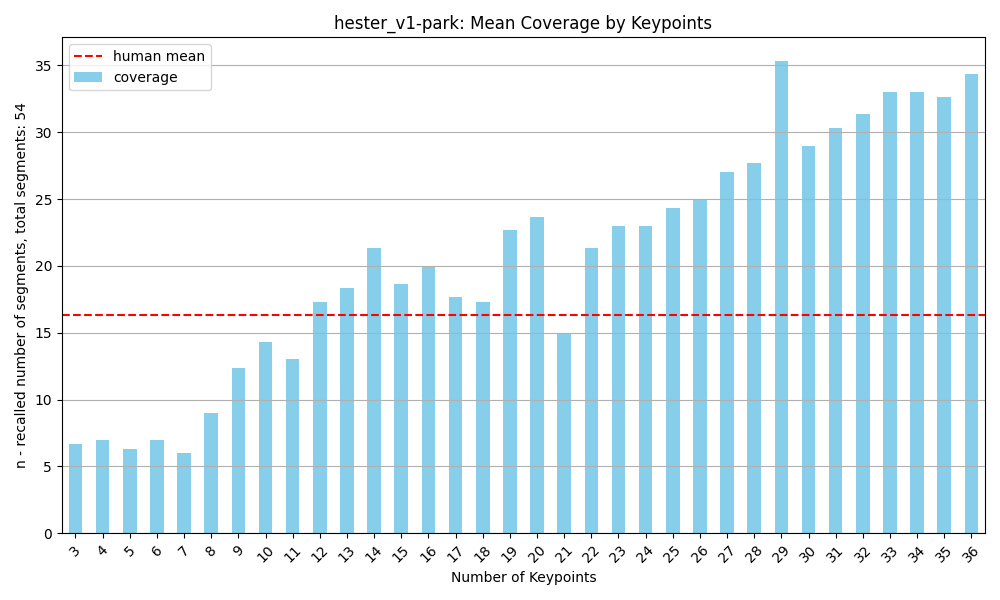 hester_v1-park: Mean Coverage by Keypoints
human mean
coverage
n - recalled number of segments, total segments: 54
35
30
25
20
15
10
5
0
3 4 5 6 7 8 9 10 11 12 13 14 15 16 17 18 19 20 21 22 23 24 25 26 27 28 29 30 31 32 33 34 35 36
Number of Keypoints